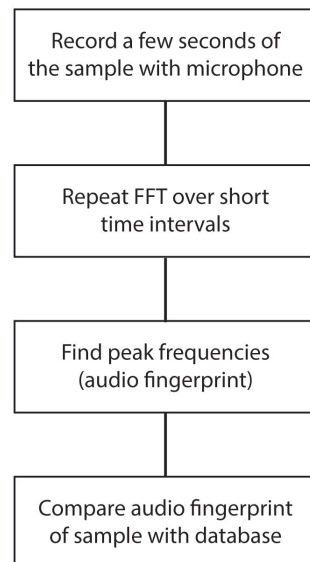 Record a few seconds of
the sample with microphone
Repeat FFT over short
time intervals
Find peak frequencies
(audio fingerprint)
Compare audio fingerprint
of sample with database